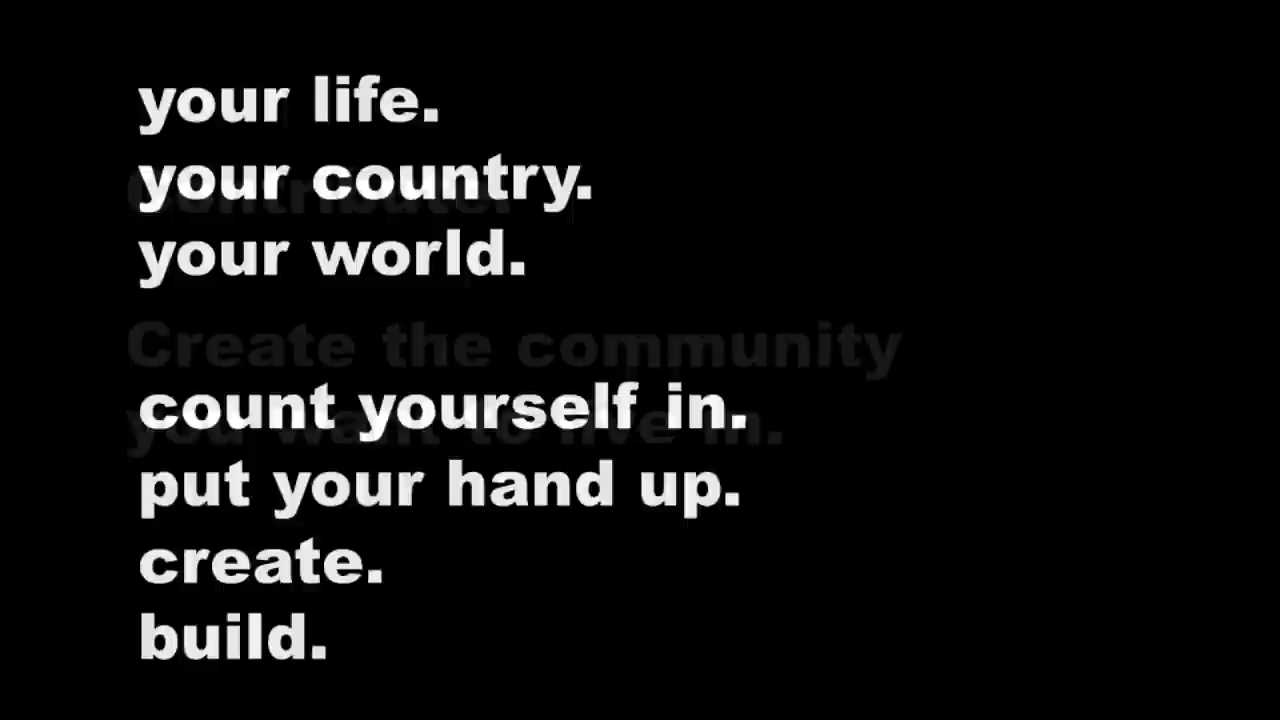 your life.
your country.
Contribute.
your world.
Create the community
count yourself in.
you want to live in.
put your hand up.
create.
build.